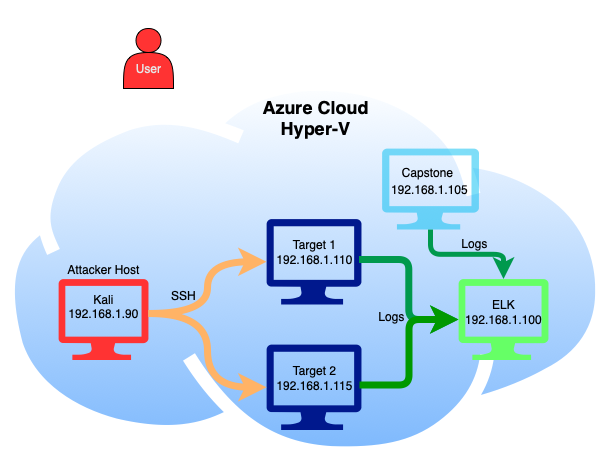 User
Azure Cloud
Hyper-V
Capstone
192.168.1.105
Target 1
192.168.1.110
Logs
Attacker Host
Kali
192.168.1.90
SSH
ELK
192.168.1.100
Logs
Target 2
192.168.1.115